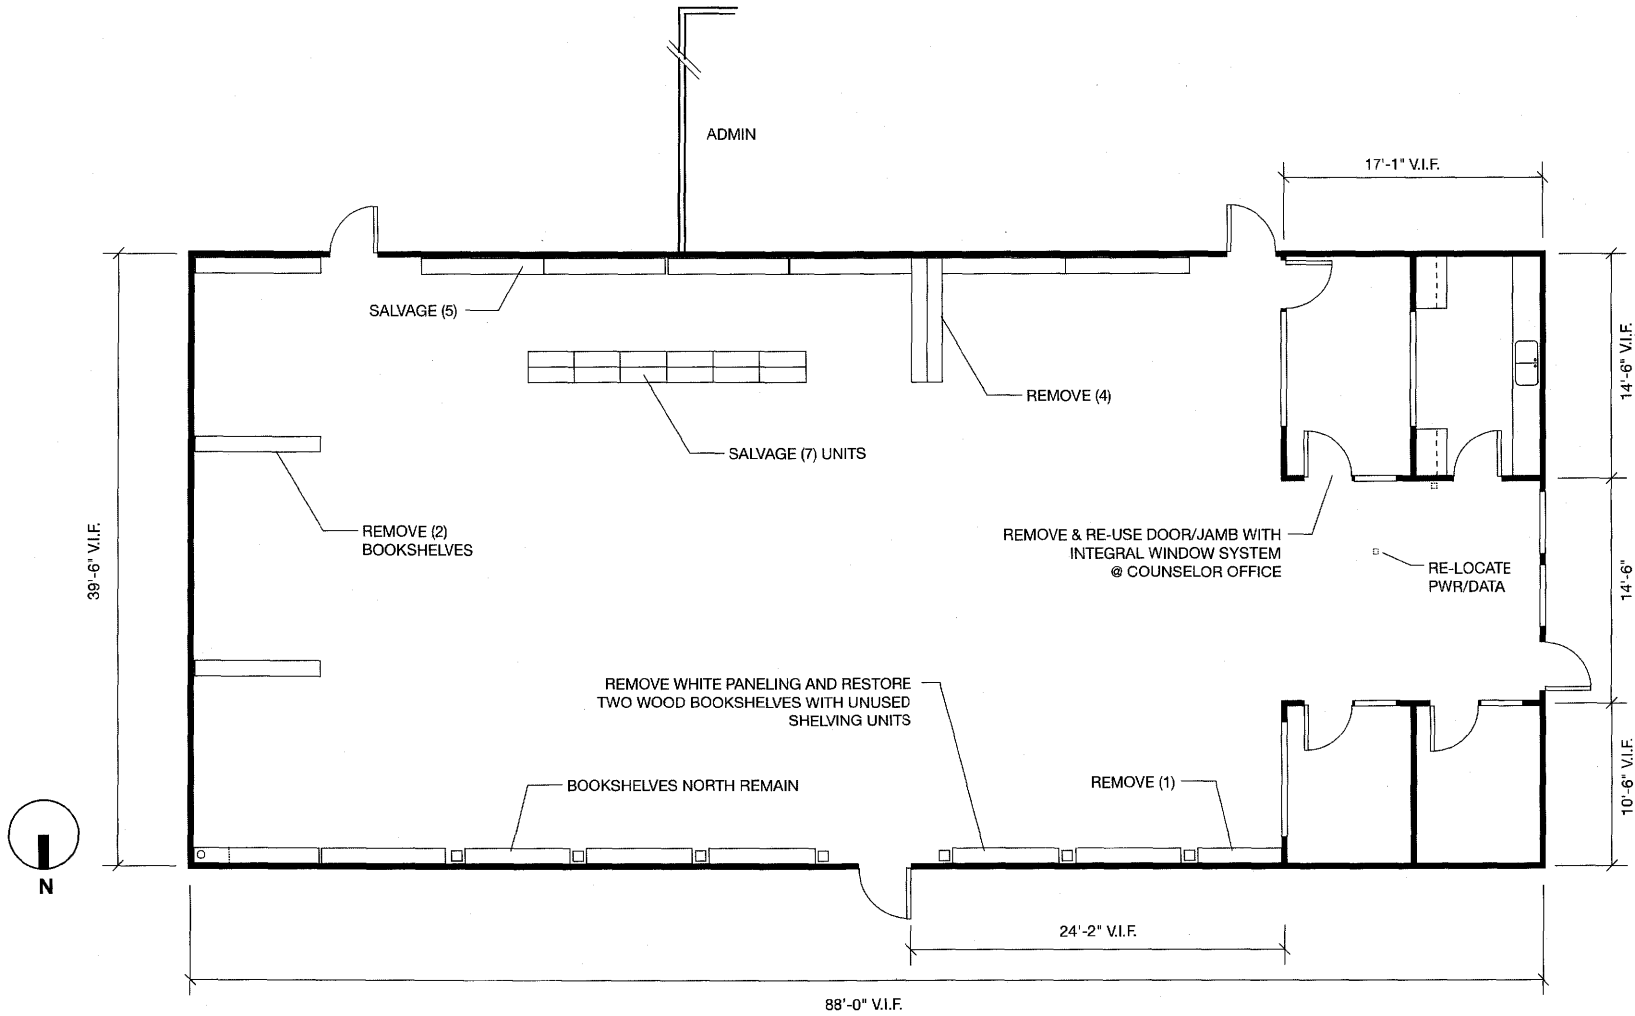 ADMIN
17'-1" V.I.F.
SALVAGE (5)
14'-6" V.I.F.
REMOVE (4)
SALVAGE (7) UNITS
REMOVE (2)
BOOKSHELVES
39'-6" V.I.F.
REMOVE & RE-USE DOOR/JAMB WITH
INTEGRAL WINDOW SYSTEM
@ COUNSELOR OFFICE
RE-LOCATE
PWR/DATA
14'-6"
REMOVE WHITE PANELING AND RESTORE
TWO WOOD BOOKSHELVES WITH UNUSED
SHELVING UNITS
BOOKSHELVES NORTH REMAIN
REMOVE (1)
10'-6" V.I.F.
N
24'-2" V.I.F.
88'-0" V.I.F.